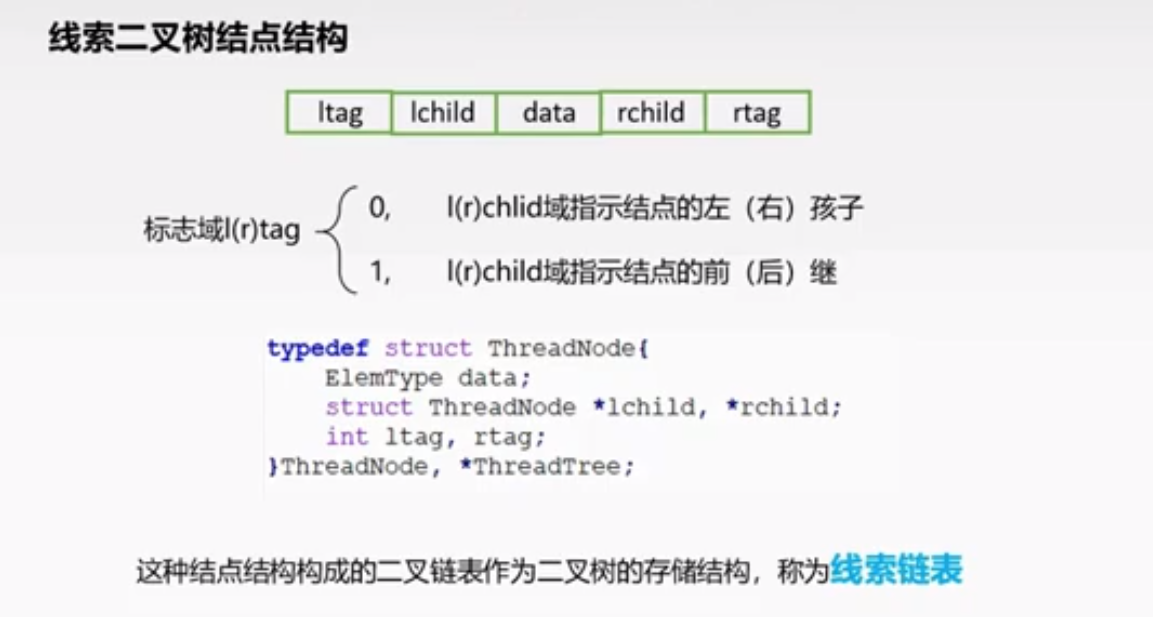 线索二叉树结点结构
ltag lchild data rchild rtag
0, l(r)chlid域指示结点的左（右）孩子
标志域l(r)tag
1, l(r)child域指示结点的前（后）继
typedef struct ThreadNode{
ElemType data;
struct ThreadNode *lchild, *rchild;
int ltag, rtag;
}ThreadNode, *ThreadTree;
这种结点结构构成的二叉链表作为二叉树的存储结构，称为线索链表